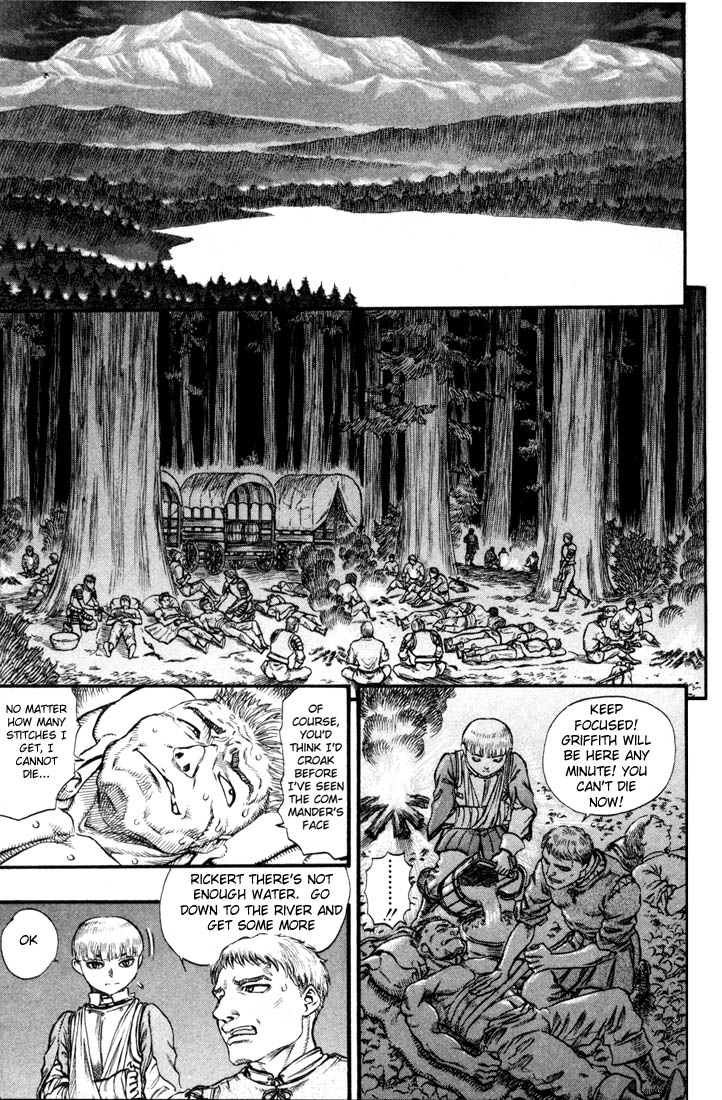 KEEP
FOCUSED!
GRIFFITH WILL
BE HERE ANY
MINUTE! YOU
CAN'T DIE
NOW!
OF
COURSE,
YOU'D
THINK I'D
CROAK
BEFORE
I'VE SEEN
THE COM-
MANDER'S
FACE
NO MATTER
HOW MANY
STITCHES I
GET, I
CANNOT
DIE...
RICKERT THERE'S NOT
ENOUGH WATER. GO
DOWN TO THE RIVER AND
GET SOME MORE
OK